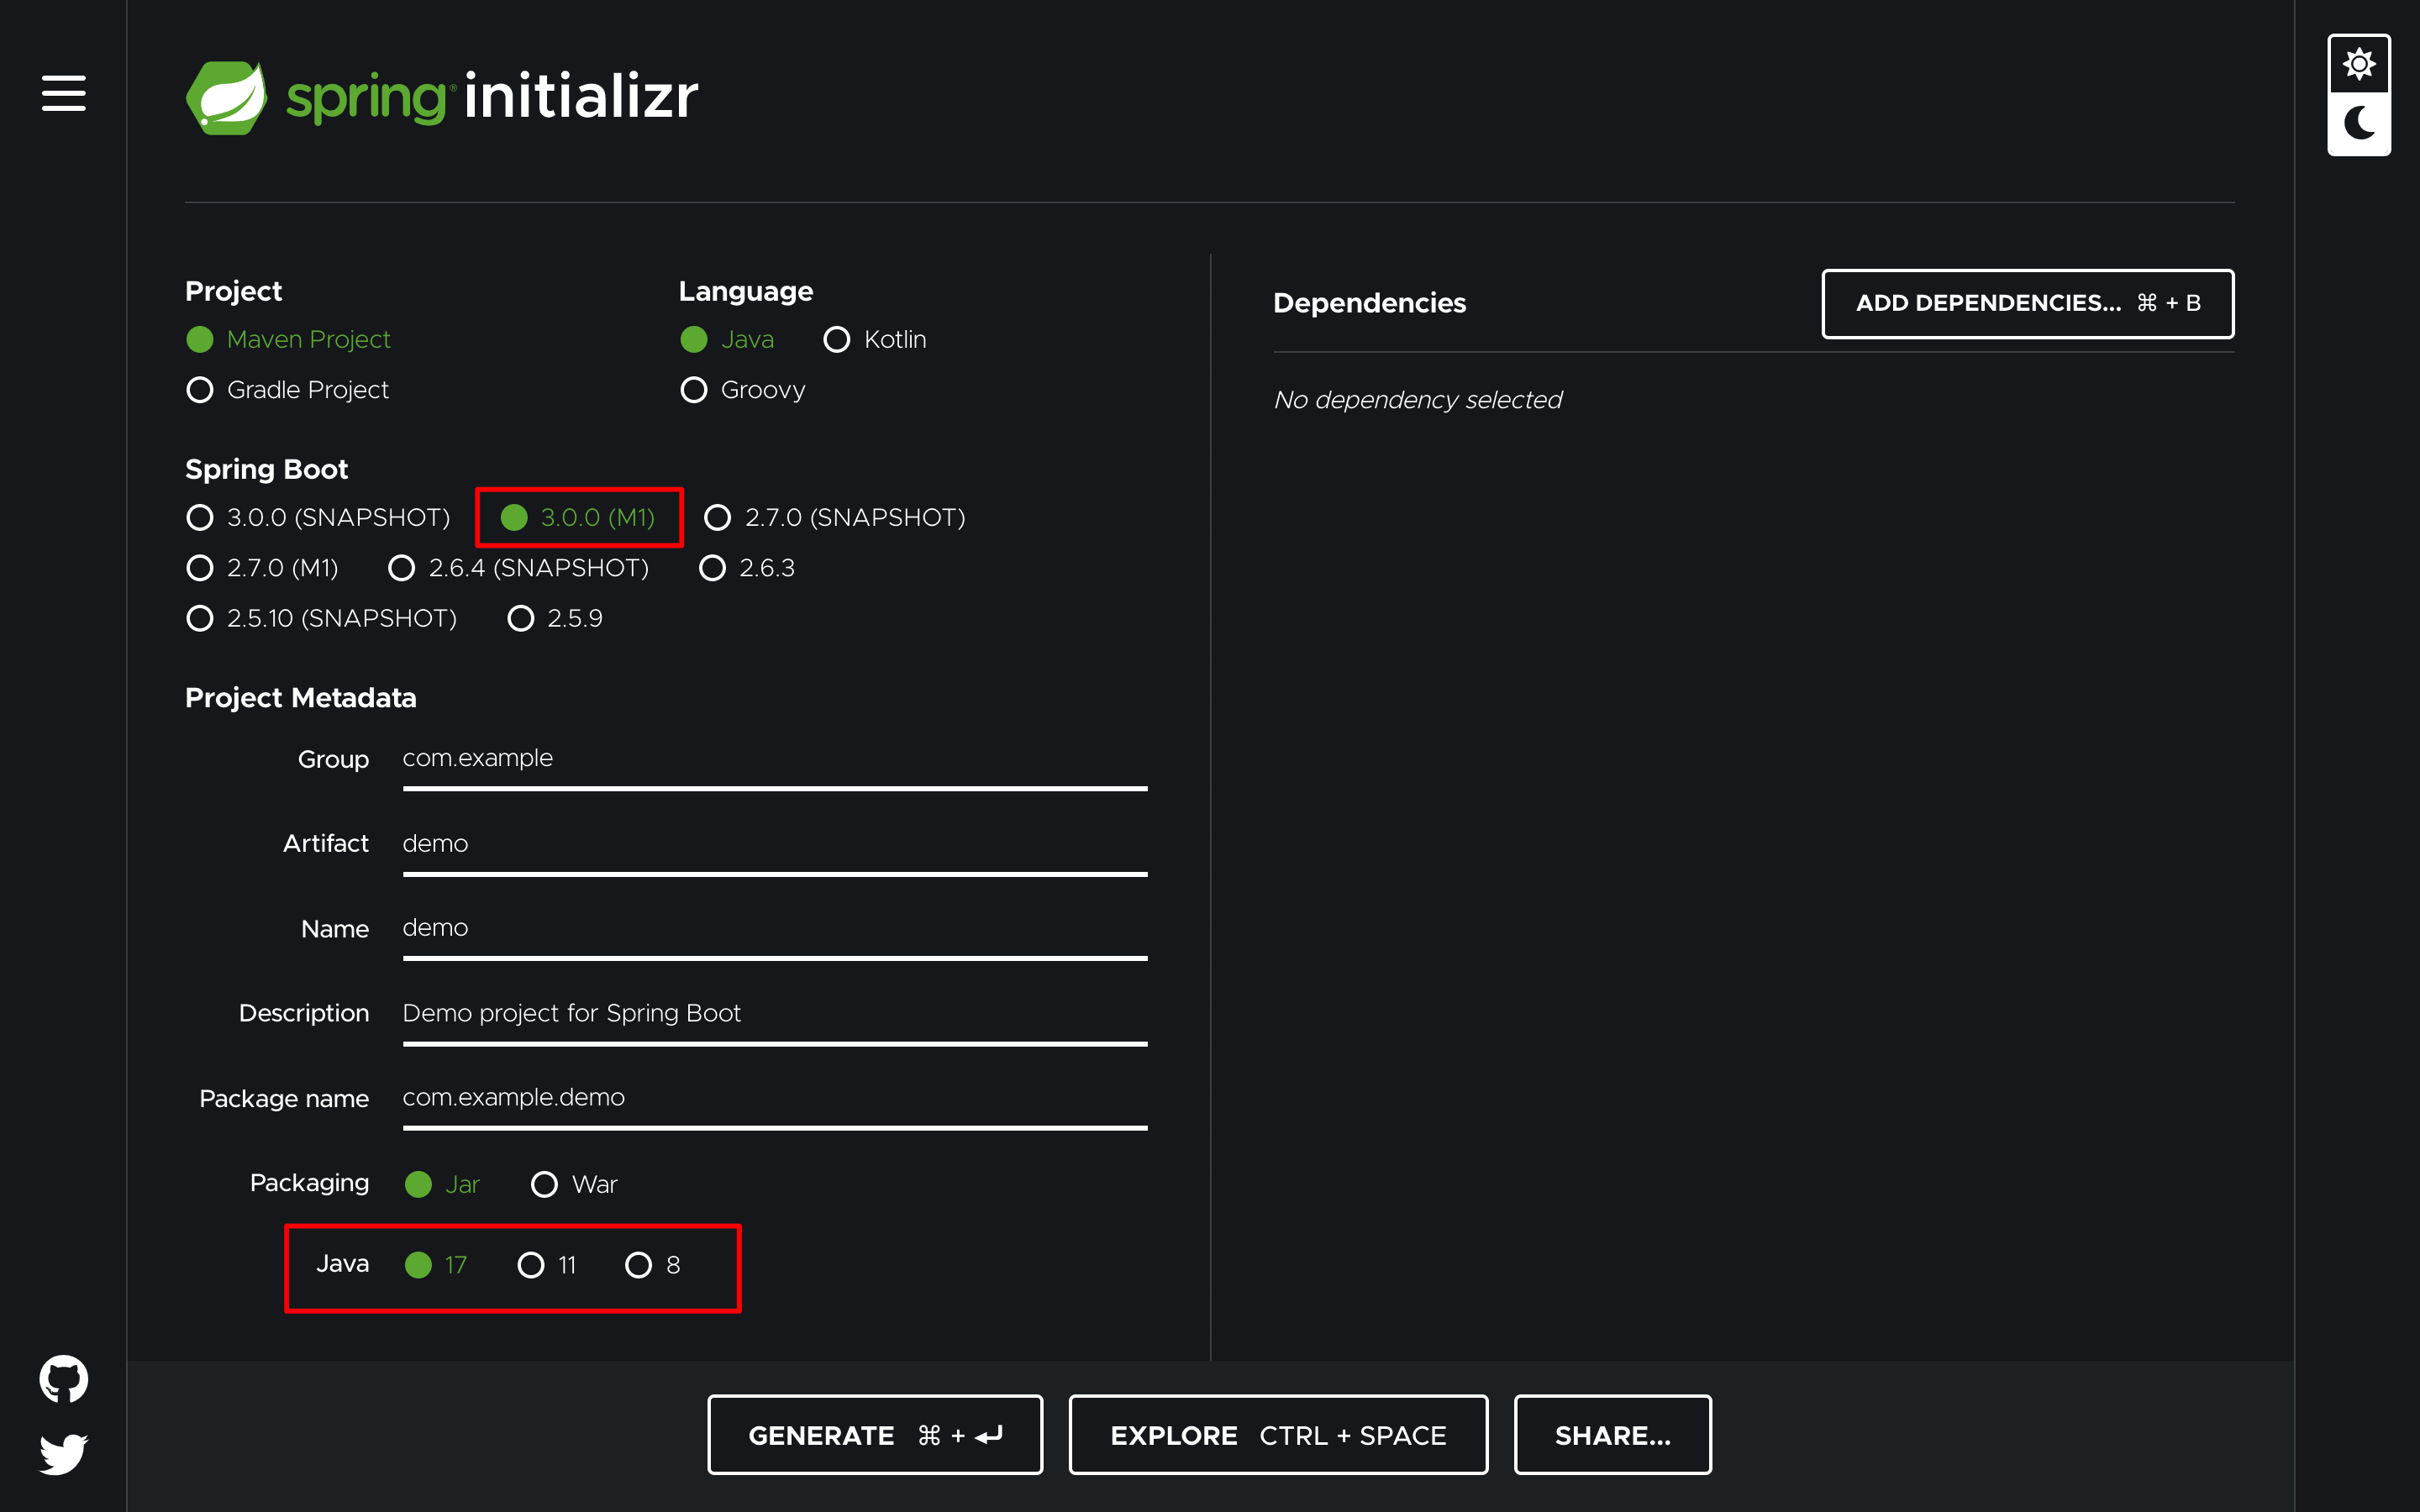 spring initializr
Project
Maven Project
Gradle Project
Language
Java Kotlin
Groovy
Spring Boot
3.0.0 (SNAPSHOT) 3.0.0 (M1) 2.7.0 (SNAPSHOT)
2.7.0 (M1) 2.6.4 (SNAPSHOT) 2.6.3
2.5.10 (SNAPSHOT) 2.5.9
Project Metadata
Group com.example
Artifact demo
Name demo
Description Demo project for Spring Boot
Package name com.example.demo
Packaging Jar War
Java 17 11 8
Dependencies ADD DEPENDENCIES... ⌘ + B
No dependency selected
GENERATE ⌘ + ↵ EXPLORE CTRL + SPACE SHARE...